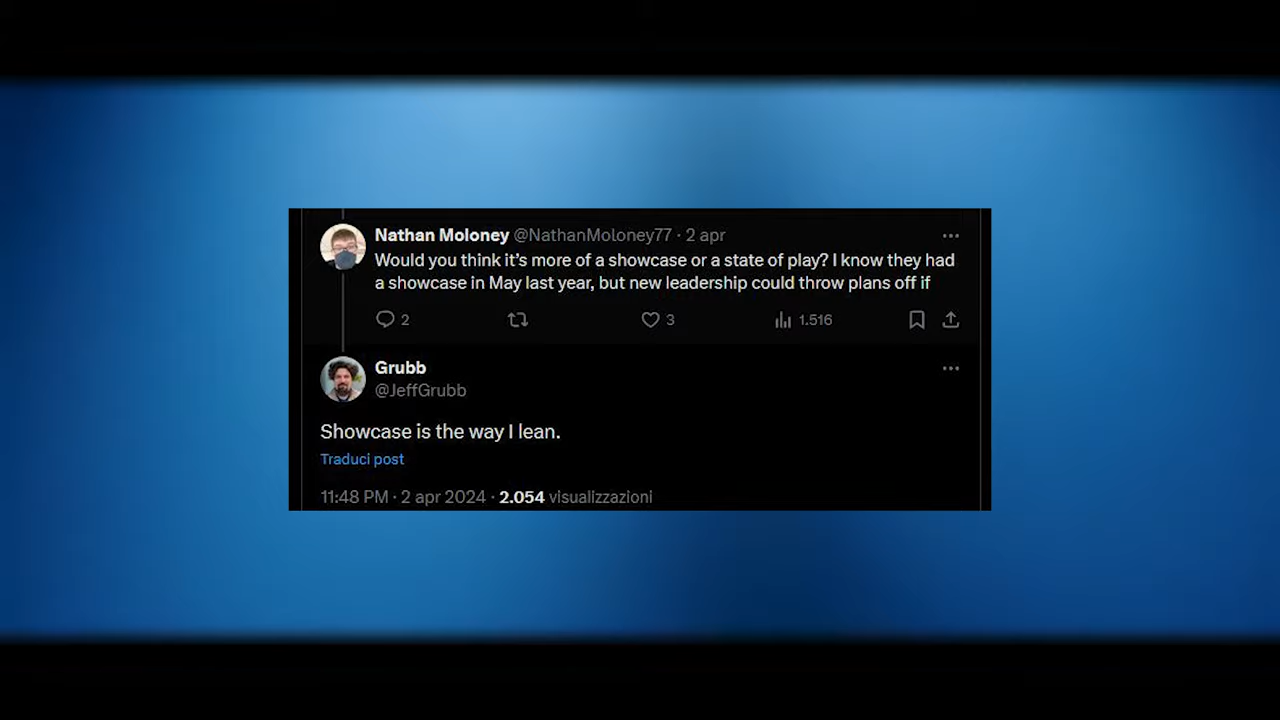 Nathan Moloney @NathanMoloney77 · 2 apr
Would you think it's more of a showcase or a state of play? I know they had
a showcase in May last year, but new leadership could throw plans off if
2 3 1.516
Grubb
@JeffGrubb
Showcase is the way I lean.
Traduci post
11:48 PM · 2 apr 2024 · 2.054 visualizzazioni